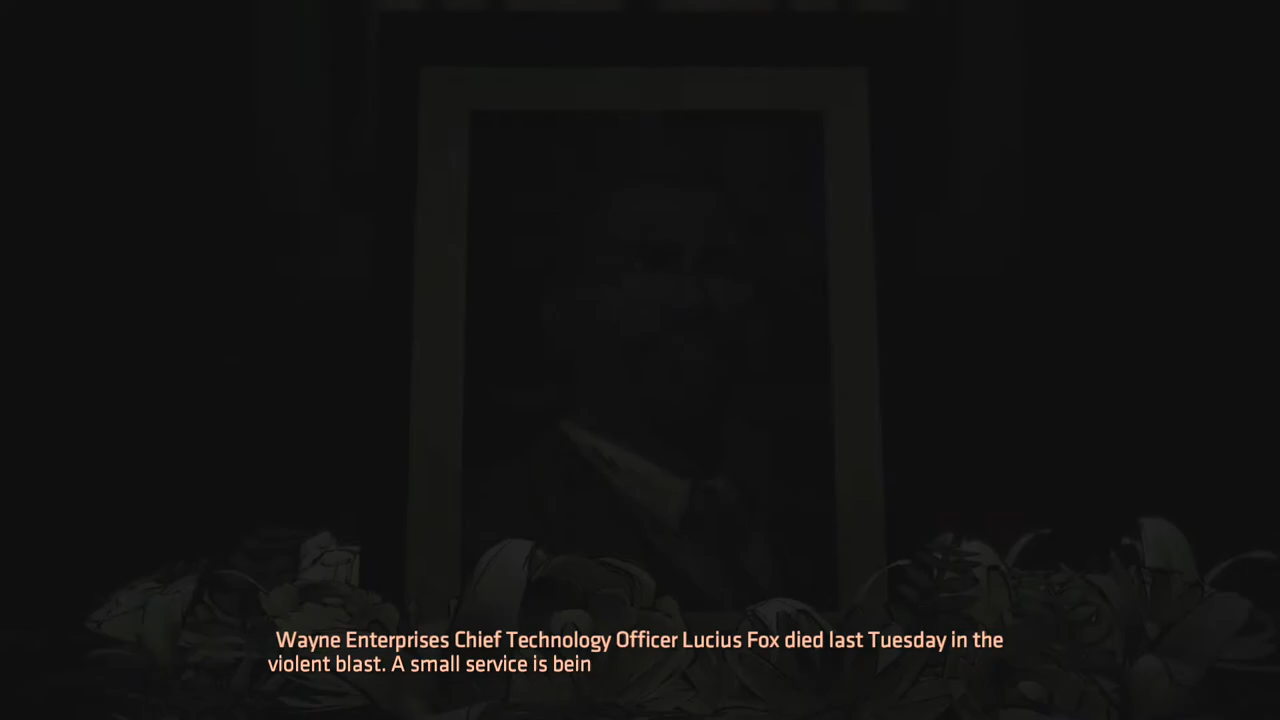 Wayne Enterprises Chief Technology Officer Lucius Fox died last Tuesday in the
violent blast. A small service is bein